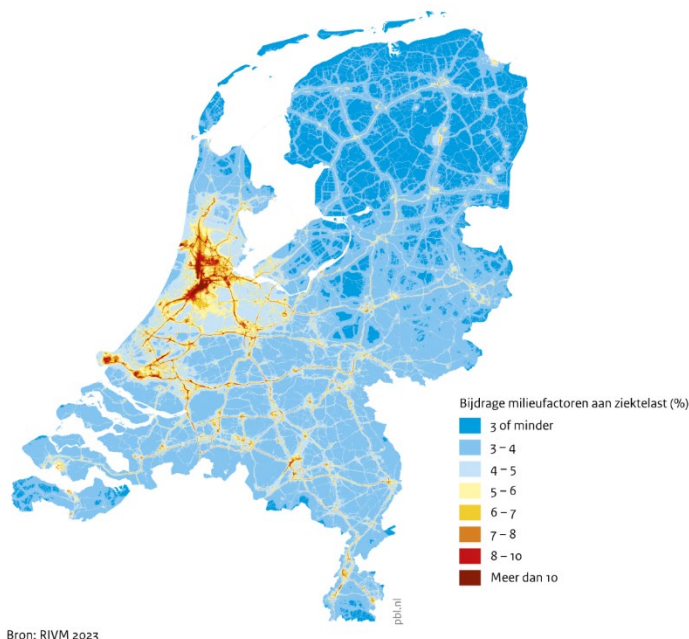 Bijdrage milieufactoren aan ziektelast (%)
3 of minder
3 – 4
4 – 5
5 – 6
6 – 7
7 – 8
8 – 10
Meer dan 10
pbl.nl
Bron: RIVM 2023